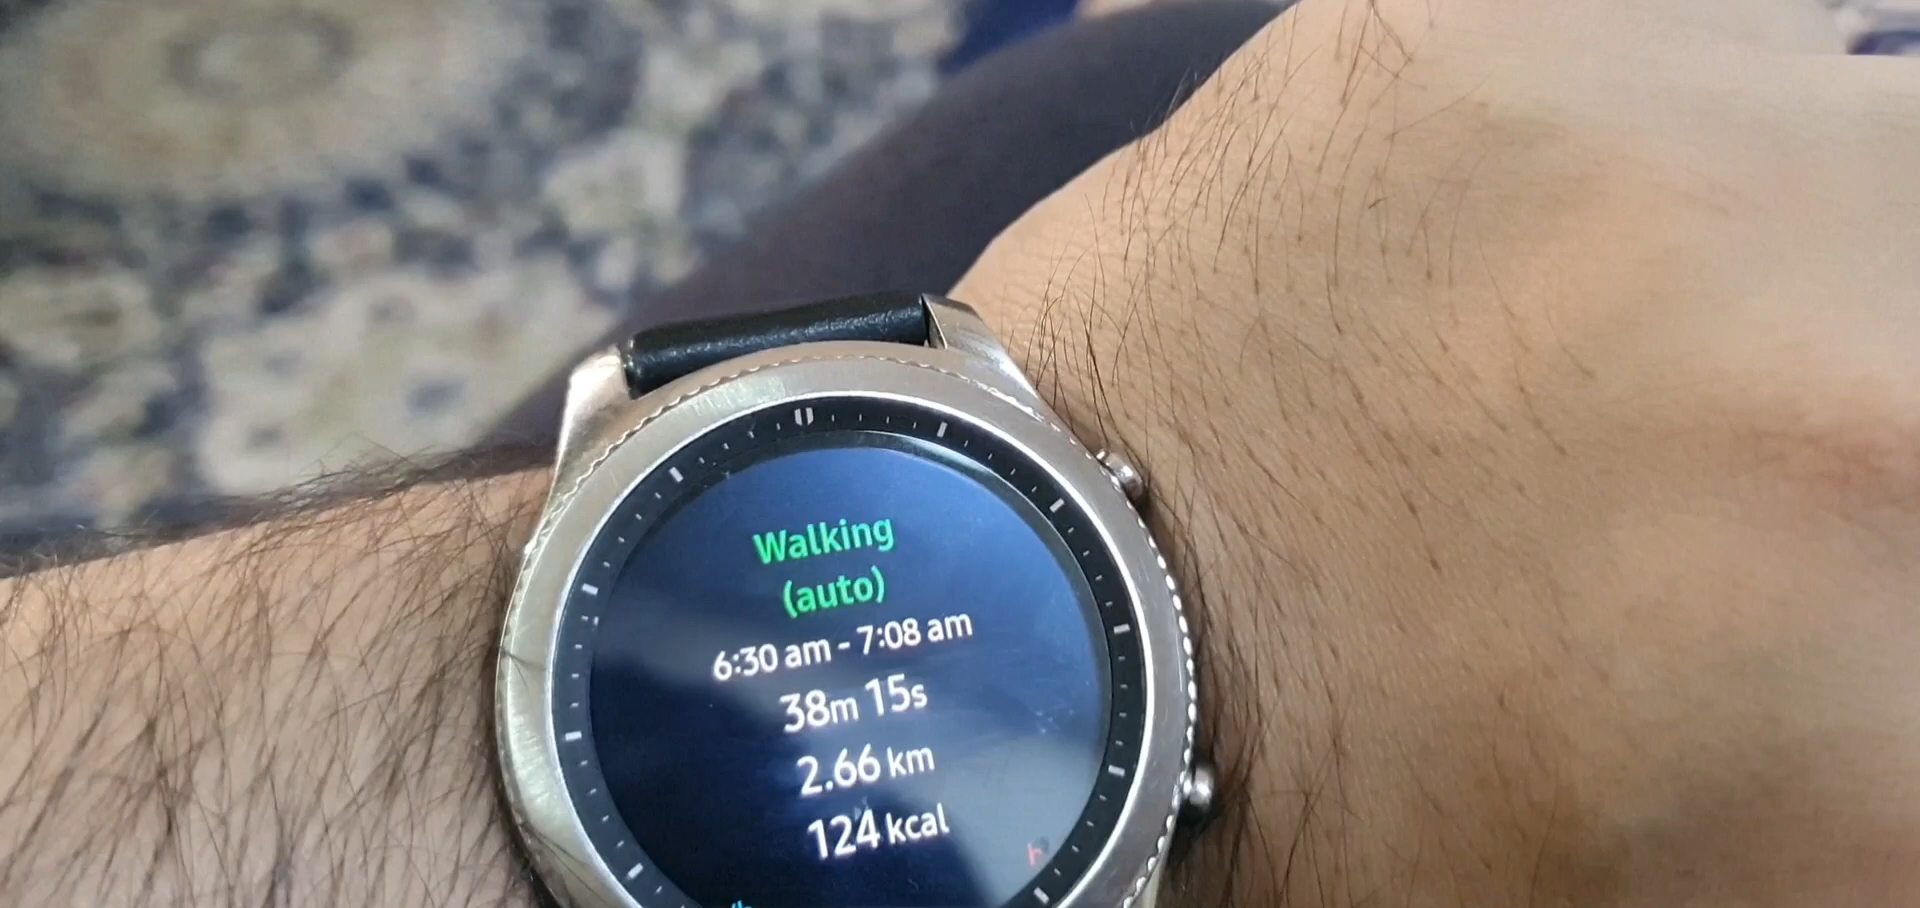 Walking
(auto)
6:30 am - 7:08 am
38m 15s
2.66 km
124 kcal